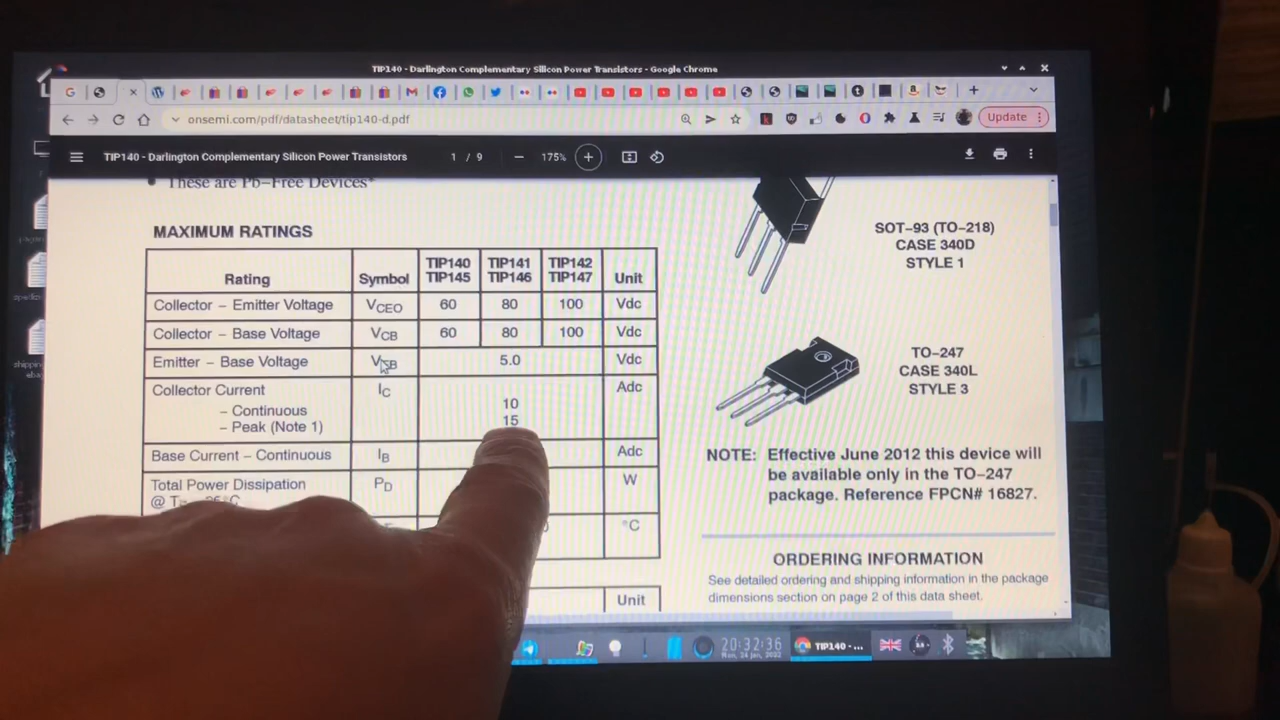 TIP140 - Darlington Complementary Silicon Power Transistors - Google Chrome
onsemi.com/pdf/datasheet/tip140-d.pdf
Update
TIP140 - Darlington Complementary Silicon Power Transistors
1 / 9
175%
• These are Pb−Free Devices*
MAXIMUM RATINGS
Rating Symbol TIP140 TIP145 TIP141 TIP146 TIP142 TIP147 Unit
Collector − Emitter Voltage VCEO 60 80 100 Vdc
Collector − Base Voltage VCB 60 80 100 Vdc
Emitter − Base Voltage VEB 5.0 Vdc
Collector Current IC Adc
− Continuous 10
− Peak (Note 1) 15
Base Current − Continuous IB Adc
Total Power Dissipation PD W
@ T
°C
Unit
SOT−93 (TO−218)
CASE 340D
STYLE 1
TO−247
CASE 340L
STYLE 3
NOTE: Effective June 2012 this device will
be available only in the TO−247
package. Reference FPCN# 16827.
ORDERING INFORMATION
See detailed ordering and shipping information in the package
dimensions section on page 2 of this data sheet.
20:32:36
Mon, 24 Jan, 2022
TIP140 - ...